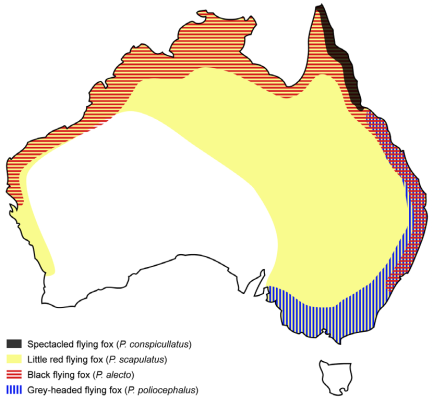 Spectacled flying fox (P. conspicullatus)
Little red flying fox (P. scapulatus)
Black flying fox (P. alecto)
Grey-headed flying fox (P. poliocephalus)